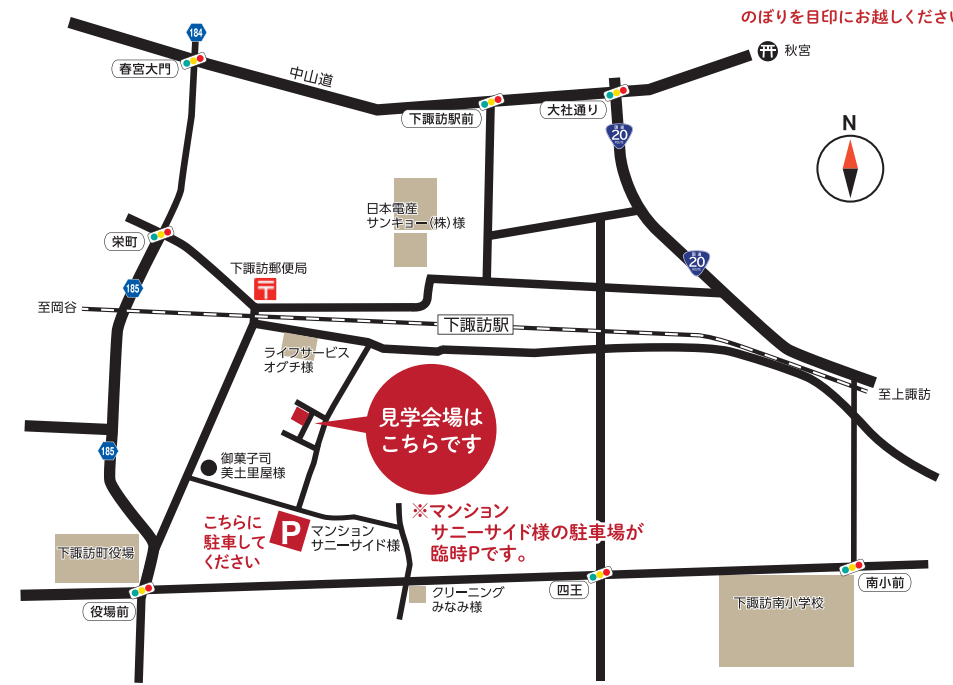 のぼりを目印にお越しくださ
184
春宮大門
中山道
秋宮
下諏訪駅前
大社通り
20
N
日本電産
サンキョー(株)様
栄町
下諏訪郵便局
〒
20
185
至岡谷
下諏訪駅
ライフサービス
オグチ様
至上諏訪
見学会場は
こちらです
185
御菓子司
美土里屋様
※マンション
サニーサイド様の駐車場が
臨時Pです。
こちらに
駐車して
ください
P
マンション
サニーサイド様
下諏訪町役場
役場前
クリーニング
みなみ様
四王
南小前
下諏訪南小学校